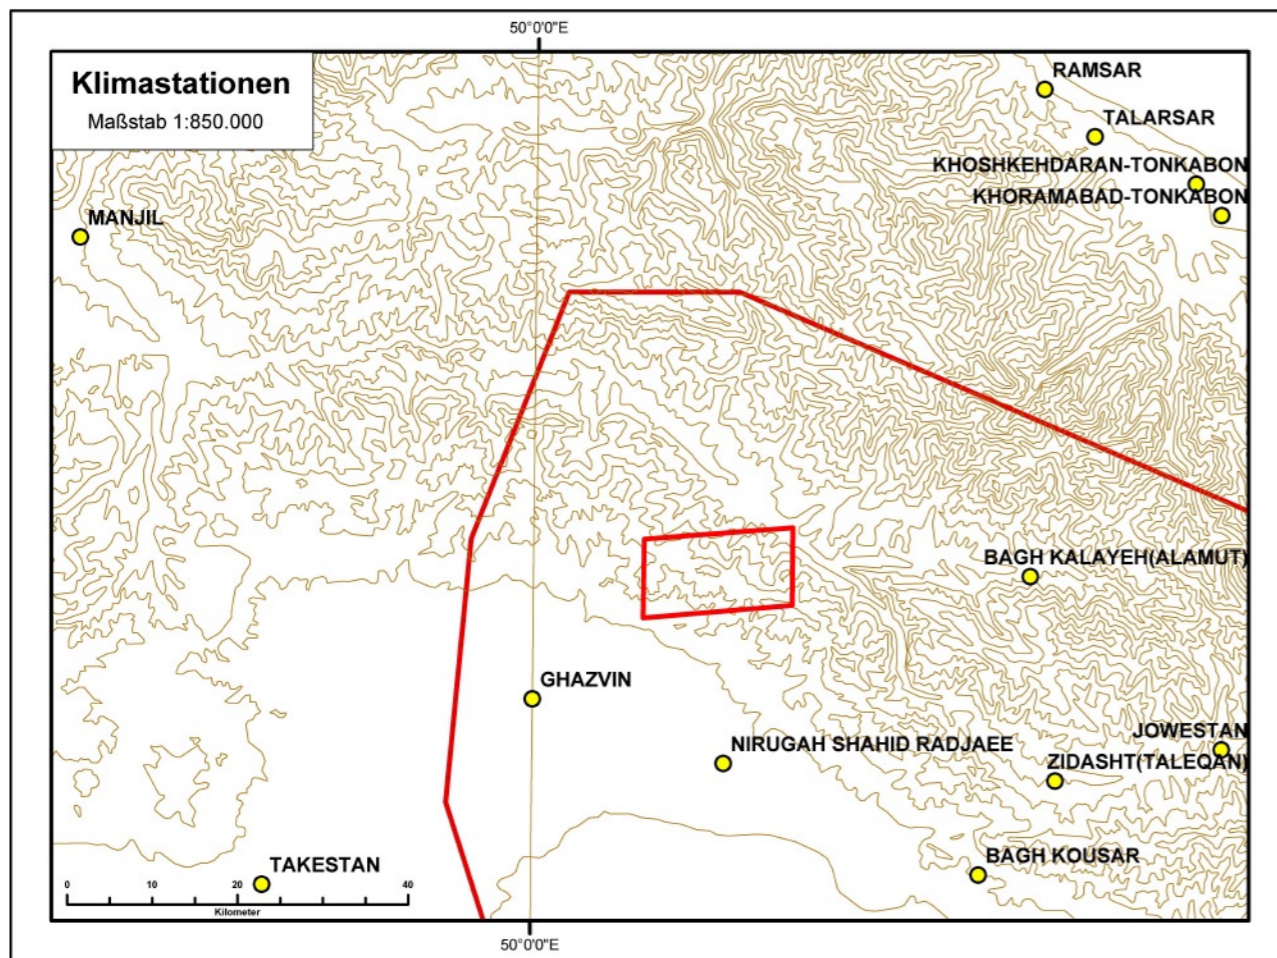 50°0'0"E
Klimastationen
Maßstab 1:850.000
RAMSAR
TALARSAR
KHOSHKEHDARAN-TONKABON
KHORAMABAD-TONKABON
MANJIL
BAGH KALAYEH(ALAMUT)
GHAZVIN
JOWESTAN
NIRUGAH SHAHID RADJAEE
ZIDASHT(TALEQAN)
BAGH KOUSAR
TAKESTAN
0 10 20 40
Kilometer
50°0'0"E